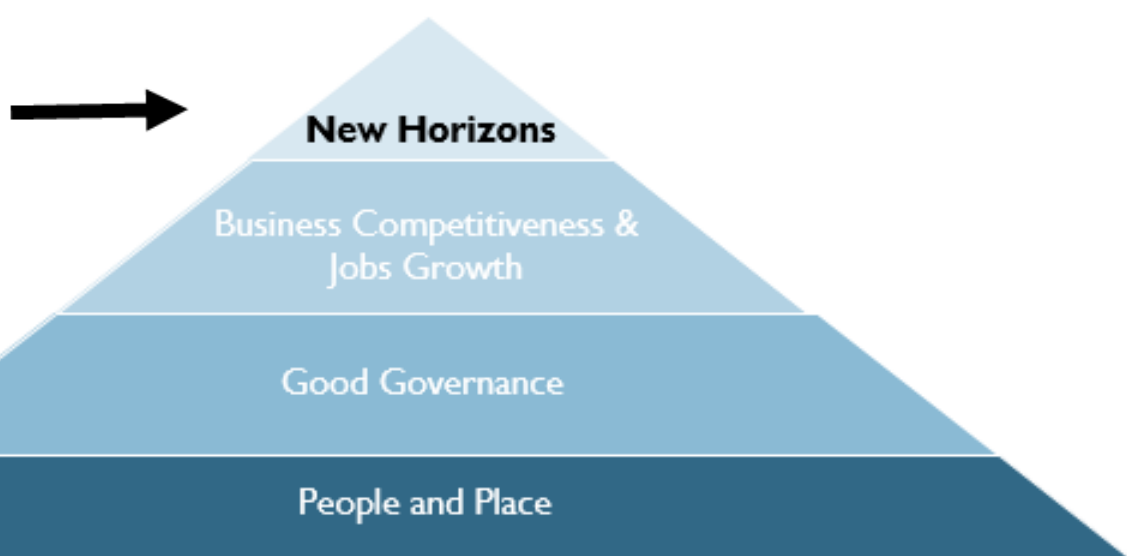 New Horizons
Business Competitiveness &
Jobs Growth
Good Governance
People and Place